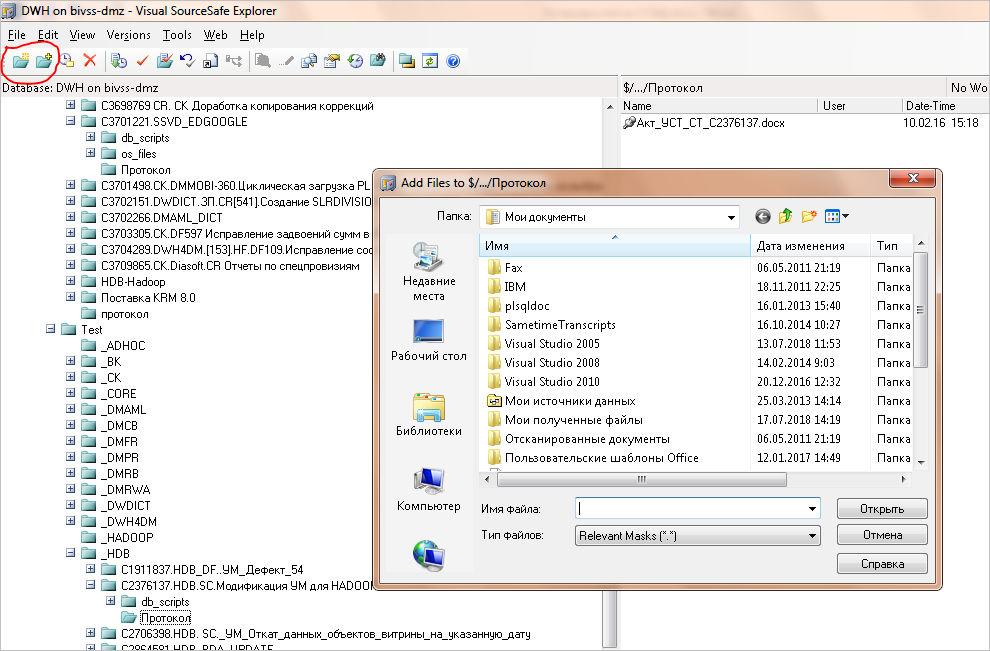 DWH on bivss-dmz - Visual SourceSafe Explorer
File Edit View Versions Tools Web Help
Database: DWH on bivss-dmz
C3698769 CR. СК Доработка копирования коррекций
C3701221.SSVD_EDGOOGLE
db_scripts
os_files
Протокол
C3701498.СК.DMMOBI-360.Циклическая загрузка PL
C3702151.DWDICT.ЗП.CR[541].Создание SLRDIVISIO
C3702266.DMAML_DICT
C3703305.СК.DF597 Исправление задвоений сумм в
C3704289.DWH4DM.[153].HF.DF109.Исправление соо
C3709865.СК.Diasoft.CR Отчеты по спецпровизиям
HDB-Hadoop
Поставка KRM 8.0
протокол
Test
_ADHOC
_BK
_CK
_CORE
_DMAML
_DMCB
_DMFR
_DMPR
_DMRB
_DMRWA
_DWDICT
_DWH4DM
_HADOOP
_HDB
C1911837.HDB_DF..УМ_Дефект_54
C2376137.HDB.SC.Модификация УМ для HADOOP
db_scripts
Протокол
C2706398.HDB. SC._УМ_Откат_данных_объектов_витрины_на_указанную_дату
C2864581.HDB_BDA_UPDATE
$/.../Протокол No Wo
Name User Date-Time
Акт_УСТ_СТ_C2376137.docx 10.02.16 15:18
Add Files to $/.../Протокол
Папка: Мои документы
Недавние места
Рабочий стол
Библиотеки
Компьютер
Имя Дата изменения Тип
Fax 06.05.2011 21:19 Папка
IBM 18.11.2011 22:25 Папка
plsqldoc 16.01.2013 15:40 Папка
SametimeTranscripts 16.10.2014 10:27 Папка
Visual Studio 2005 13.07.2018 11:53 Папка
Visual Studio 2008 14.02.2014 9:03 Папка
Visual Studio 2010 20.12.2016 12:32 Папка
Мои источники данных 25.03.2013 14:14 Папка
Мои полученные файлы 17.07.2018 14:19 Папка
Отсканированные документы 06.05.2011 21:19 Папка
Пользовательские шаблоны Office 12.01.2017 14:49 Папка
Имя файла: Открыть
Тип файлов: Relevant Masks (*.*) Отмена
Справка